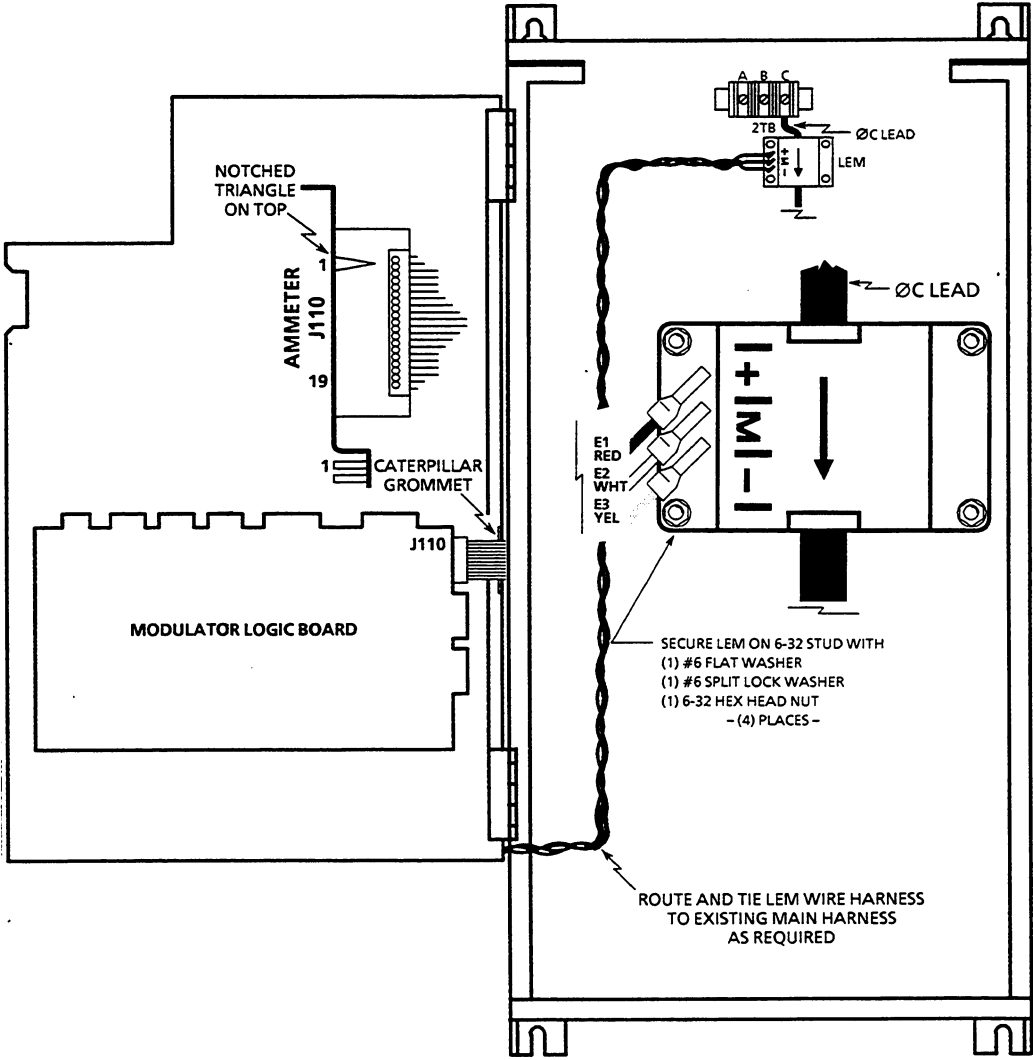 A B C
2TB
ØC LEAD
+ M -
LEM
NOTCHED
TRIANGLE
ON TOP
1
AMMETER
J110
19
1
CATERPILLAR
GROMMET
J110
MODULATOR LOGIC BOARD
ØC LEAD
+ M -
E1
RED
E2
WHT
E3
YEL
SECURE LEM ON 6-32 STUD WITH
(1) #6 FLAT WASHER
(1) #6 SPLIT LOCK WASHER
(1) 6-32 HEX HEAD NUT
– (4) PLACES –
ROUTE AND TIE LEM WIRE HARNESS
TO EXISTING MAIN HARNESS
AS REQUIRED